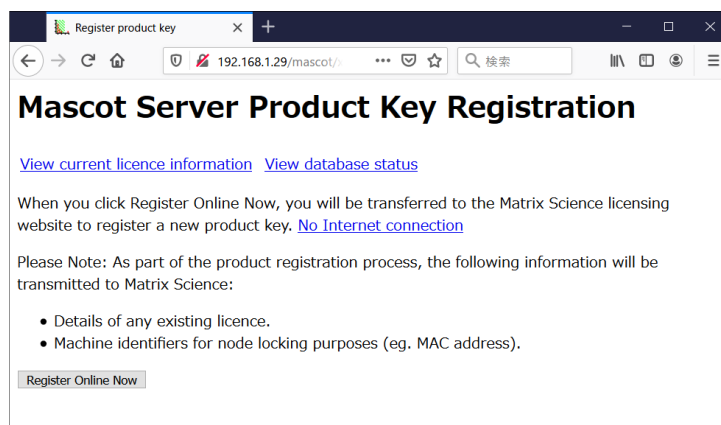 Register product key
192.168.1.29/mascot/
検索
Mascot Server Product Key Registration
View current licence information View database status
When you click Register Online Now, you will be transferred to the Matrix Science licensing
website to register a new product key. No Internet connection
Please Note: As part of the product registration process, the following information will be
transmitted to Matrix Science:
• Details of any existing licence.
• Machine identifiers for node locking purposes (eg. MAC address).
Register Online Now